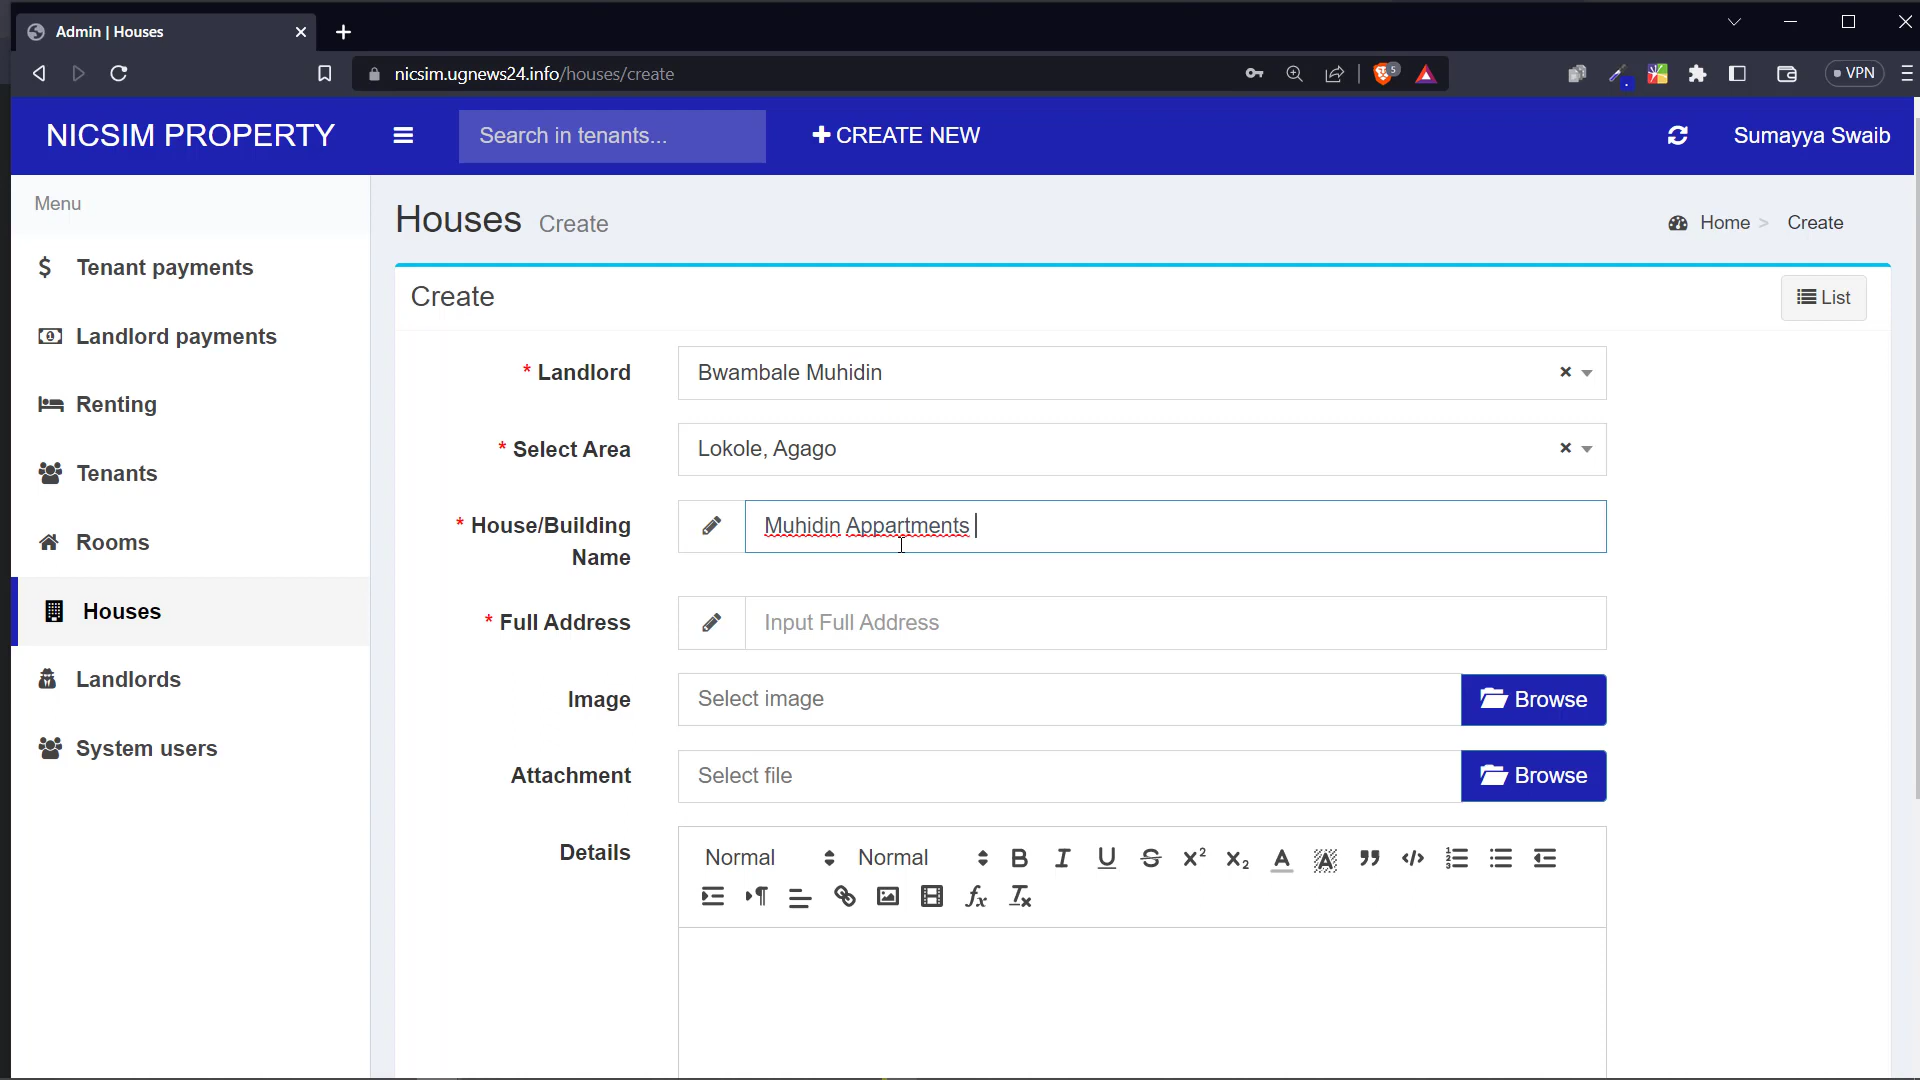 Admin | Houses
nicsim.ugnews24.info/houses/create
5
VPN
NICSIM PROPERTY
Search in tenants...
CREATE NEW
Sumayya Swaib
Menu
Tenant payments
Landlord payments
Renting
Tenants
Rooms
Houses
Landlords
System users
Houses Create
Home > Create
Create
List
* Landlord
Bwambale Muhidin
* Select Area
Lokole, Agago
* House/Building
Name
Muhidin Appartments
* Full Address
Input Full Address
Image
Select image
Browse
Attachment
Select file
Browse
Details
Normal
Normal